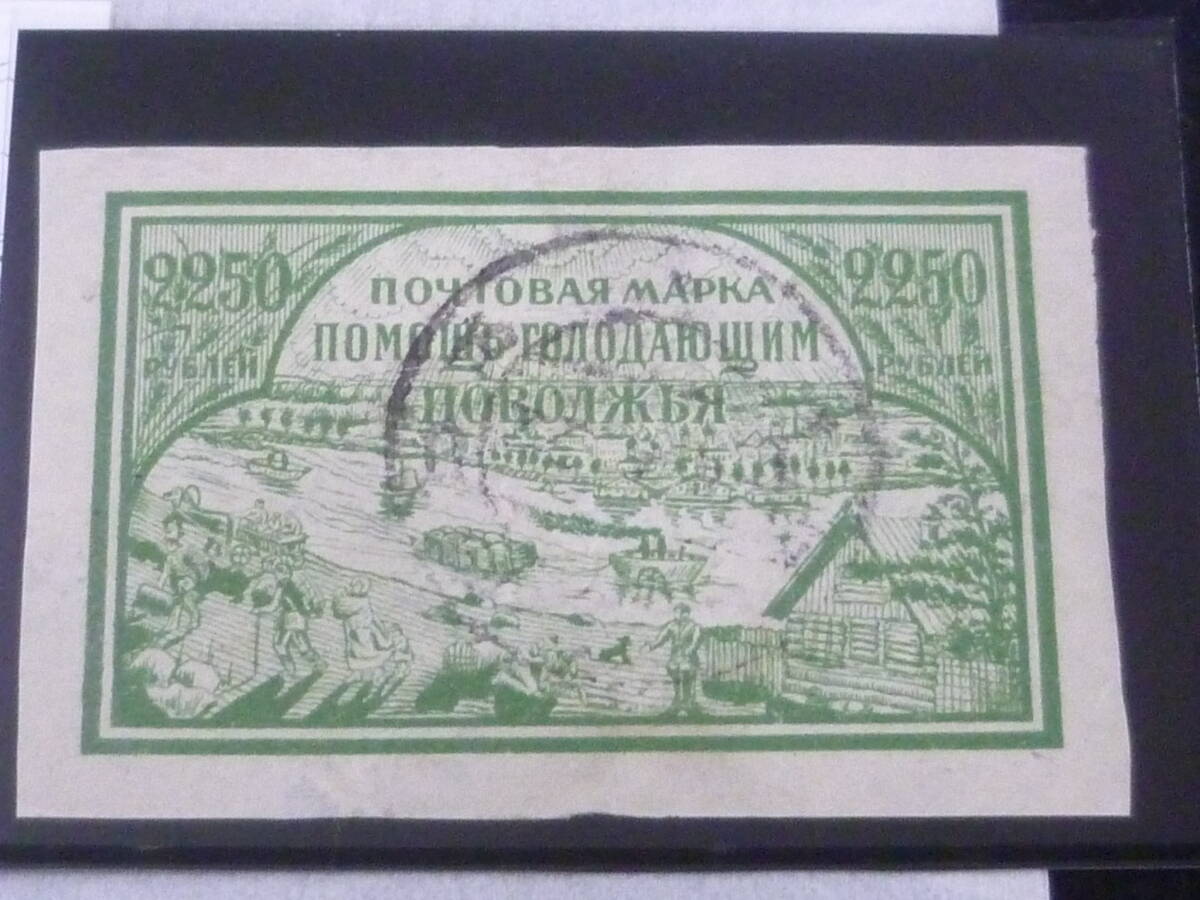 2250 ПОЧТОВАЯ МАРКА 2250
ПОМОЩЬ ГОЛОДАЮЩИМ
РУБЛЕЙ РУБЛЕЙ
ПОВОЛЖЬЯ